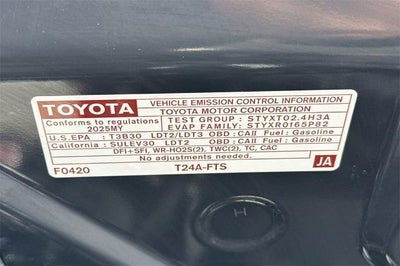 TOYOTA
VEHICLE EMISSION CONTROL INFORMATION
TOYOTA MOTOR CORPORATION
Conforms to regulations
2025MY
TEST GROUP : STYXT02.4H3A
EVAP FAMILY: STYXR0165P82
U.S.EPA : T3B30 LDT2/LDT3 OBD : CAⅡ Fuel : Gasoline
California : SULEV30 LDT2 OBD : CAⅡ Fuel : Gasoline
DFI+SFI, WR-HO2S(2), TWC(2), TC, CAC
No adjustments needed.
F0420
T24A-FTS
JA
H